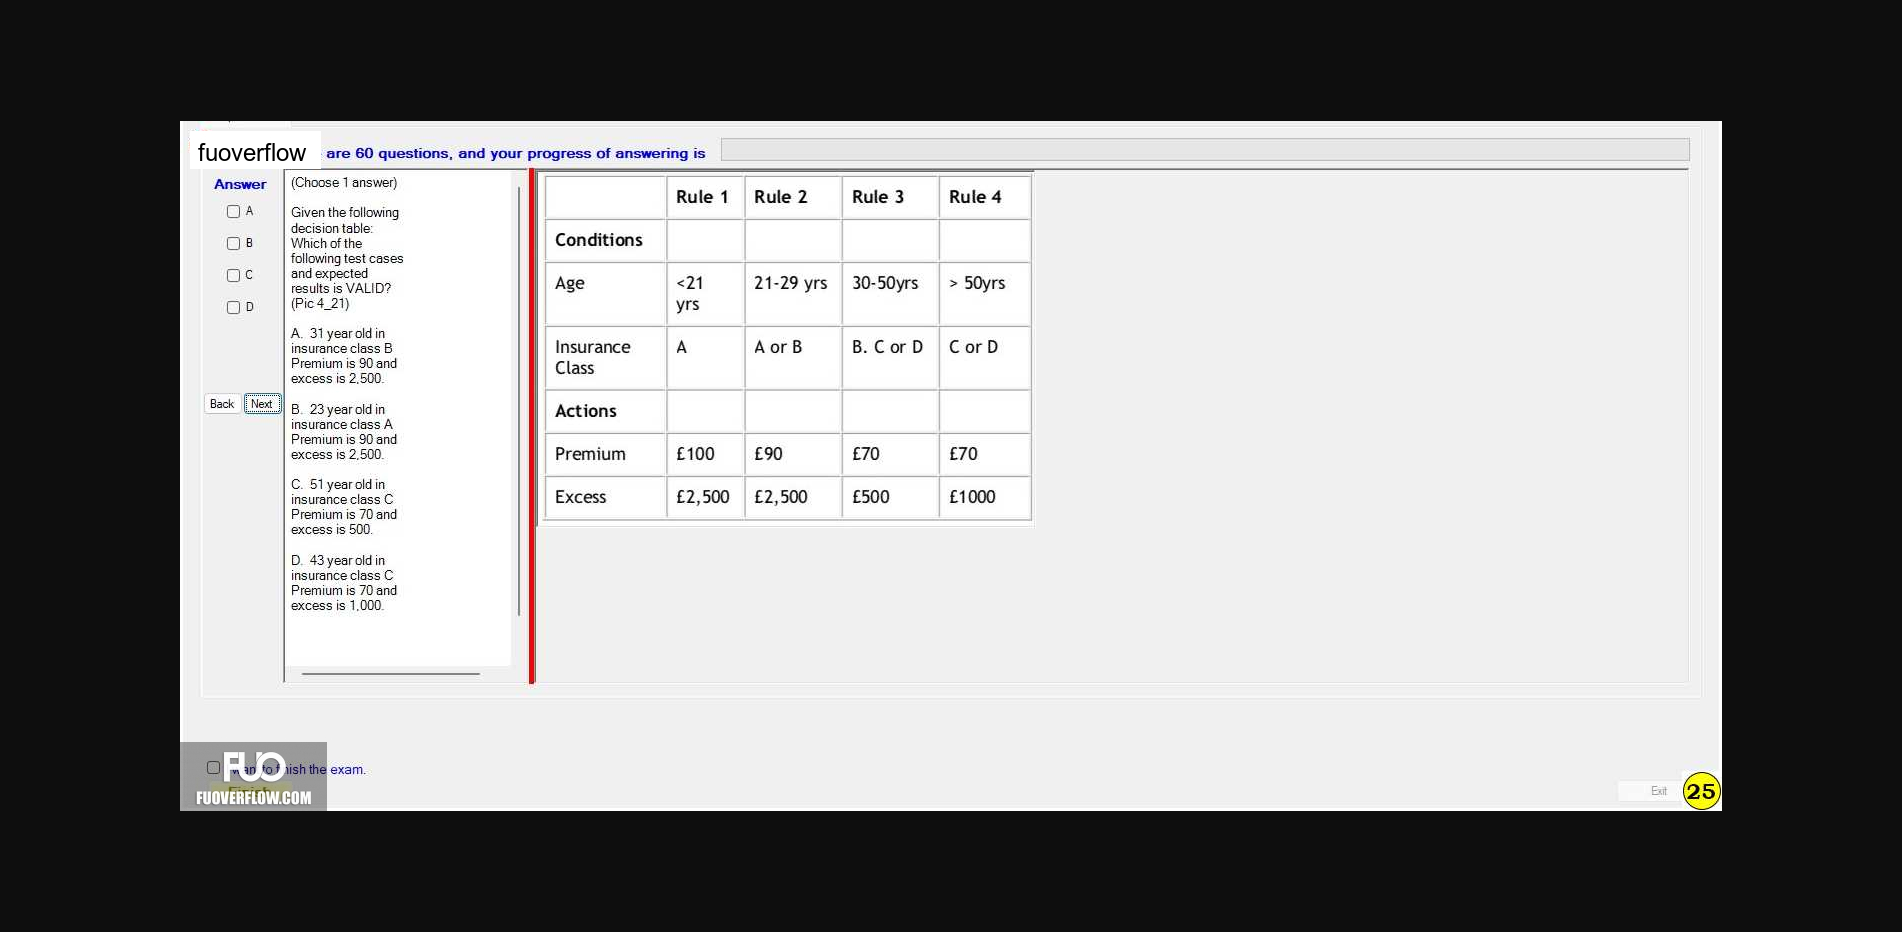 fuoverflow are 60 questions, and your progress of answering is
Answer
A
B
C
D
Back Next
(Choose 1 answer)
Given the following
decision table:
Which of the
following test cases
and expected
results is VALID?
(Pic 4_21)
A. 31 year old in
insurance class B
Premium is 90 and
excess is 2,500.
B. 23 year old in
insurance class A
Premium is 90 and
excess is 2,500.
C. 51 year old in
insurance class C
Premium is 70 and
excess is 500.
D. 43 year old in
insurance class C
Premium is 70 and
excess is 1,000.
Rule 1 Rule 2 Rule 3 Rule 4
Conditions
Age <21 yrs 21-29 yrs 30-50yrs > 50yrs
Insurance Class A A or B B. C or D C or D
Actions
Premium £100 £90 £70 £70
Excess £2,500 £2,500 £500 £1000
FUO
want to finish the exam.
Finish
FUOVERFLOW.COM
Exit 25